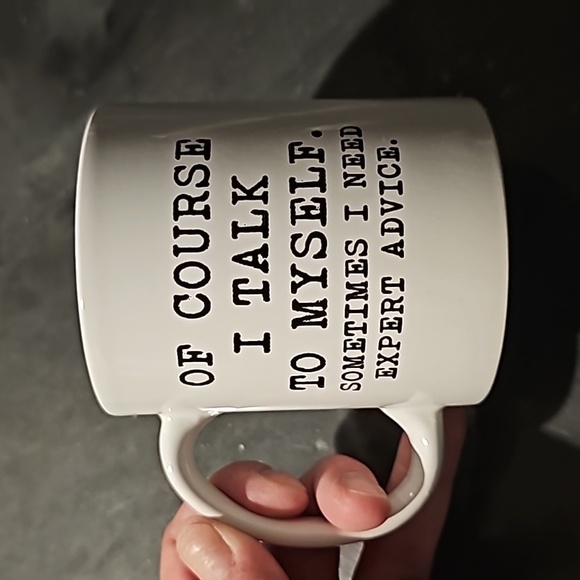 OF COURSE
I TALK
TO MYSELF.
SOMETIMES I NEED
EXPERT ADVICE.